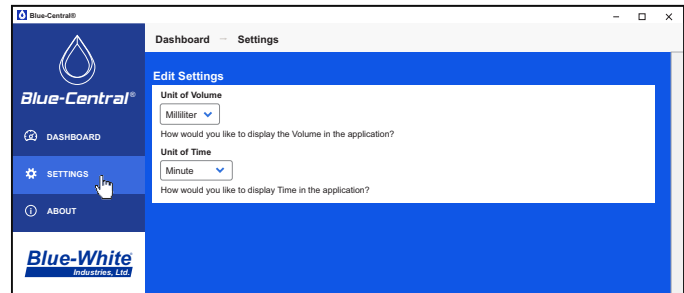 Blue-Central®
Dashboard – Settings
Blue-Central®
DASHBOARD
SETTINGS
ABOUT
Blue-White
Industries, Ltd.
Edit Settings
Unit of Volume
Milliliter
How would you like to display the Volume in the application?
Unit of Time
Minute
How would you like to display Time in the application?